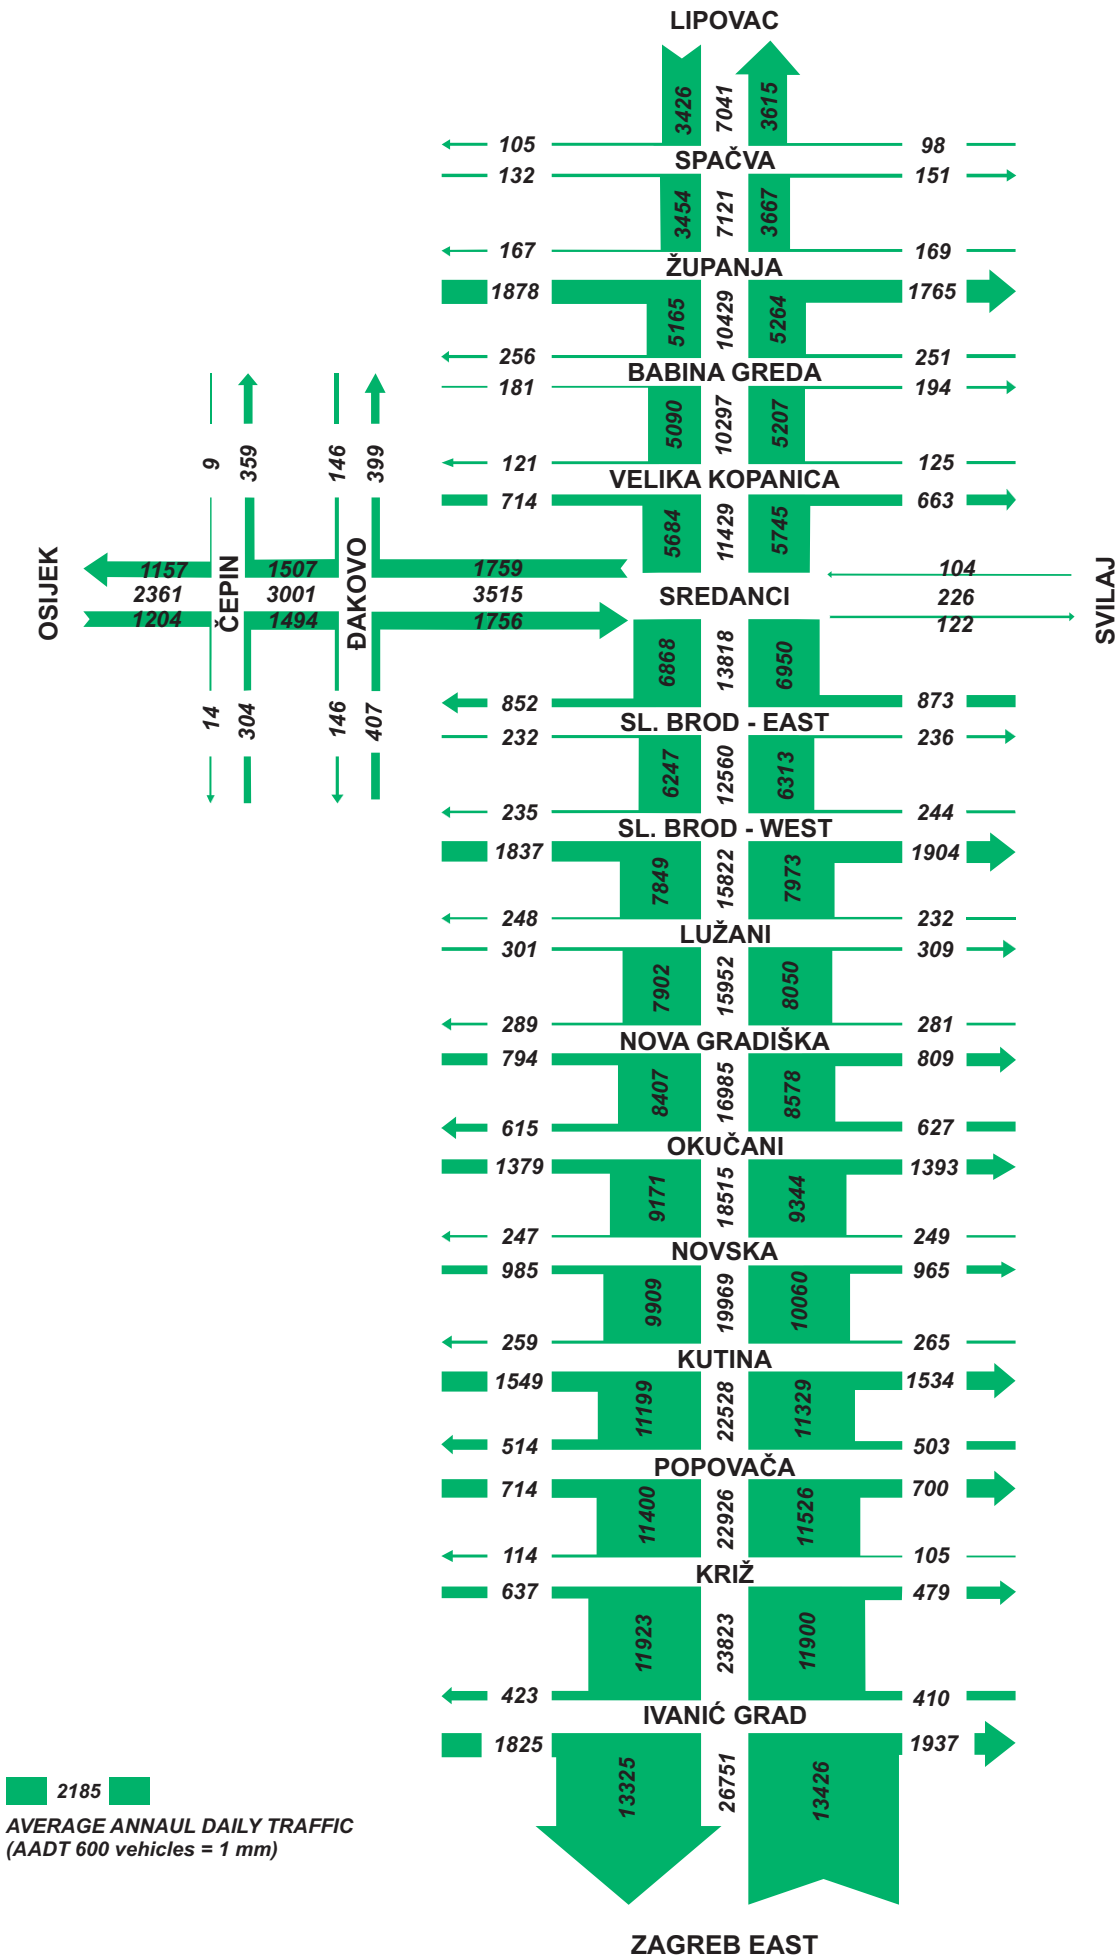 LIPOVAC
3426 7041 3615
105 98
SPAČVA
132 151
3454 7121 3667
167 169
ŽUPANJA
1878 1765
5165 10429 5264
256 251
BABINA GREDA
181 194
5090 10297 5207
121 125
VELIKA KOPANICA
714 663
5684 11429 5745
9 359 146 399
OSIJEK
1157 1507 1759
2361 3001 3515
1204 1494 1756
ČEPIN
ĐAKOVO
SREDANCI
104
226
122
SVILAJ
14 304 146 407
6868 13818 6950
852 873
SL. BROD - EAST
232 236
6247 12560 6313
235 244
SL. BROD - WEST
1837 1904
7849 15822 7973
248 232
LUŽANI
301 309
7902 15952 8050
289 281
NOVA GRADIŠKA
794 809
8407 16985 8578
615 627
OKUČANI
1379 1393
9171 18515 9344
247 249
NOVSKA
985 965
9909 19969 10060
259 265
KUTINA
1549 1534
11199 22528 11329
514 503
POPOVAČA
714 700
11400 22926 11526
114 105
KRIŽ
637 479
11923 23823 11900
423 410
IVANIĆ GRAD
1825 1937
13325 26751 13426
2185
AVERAGE ANNAUL DAILY TRAFFIC
(AADT 600 vehicles = 1 mm)
ZAGREB EAST